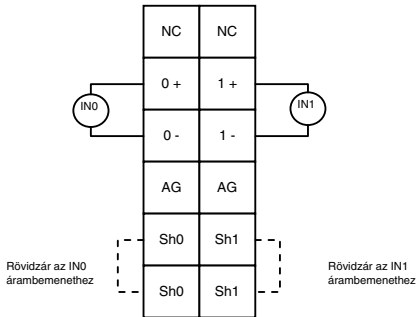 NC NC
0 + 1 +
IN0 IN1
0 - 1 -
AG AG
Sh0 Sh1
Rövidzár az IN0
árambemenethez
Rövidzár az IN1
árambemenethez
Sh0 Sh1